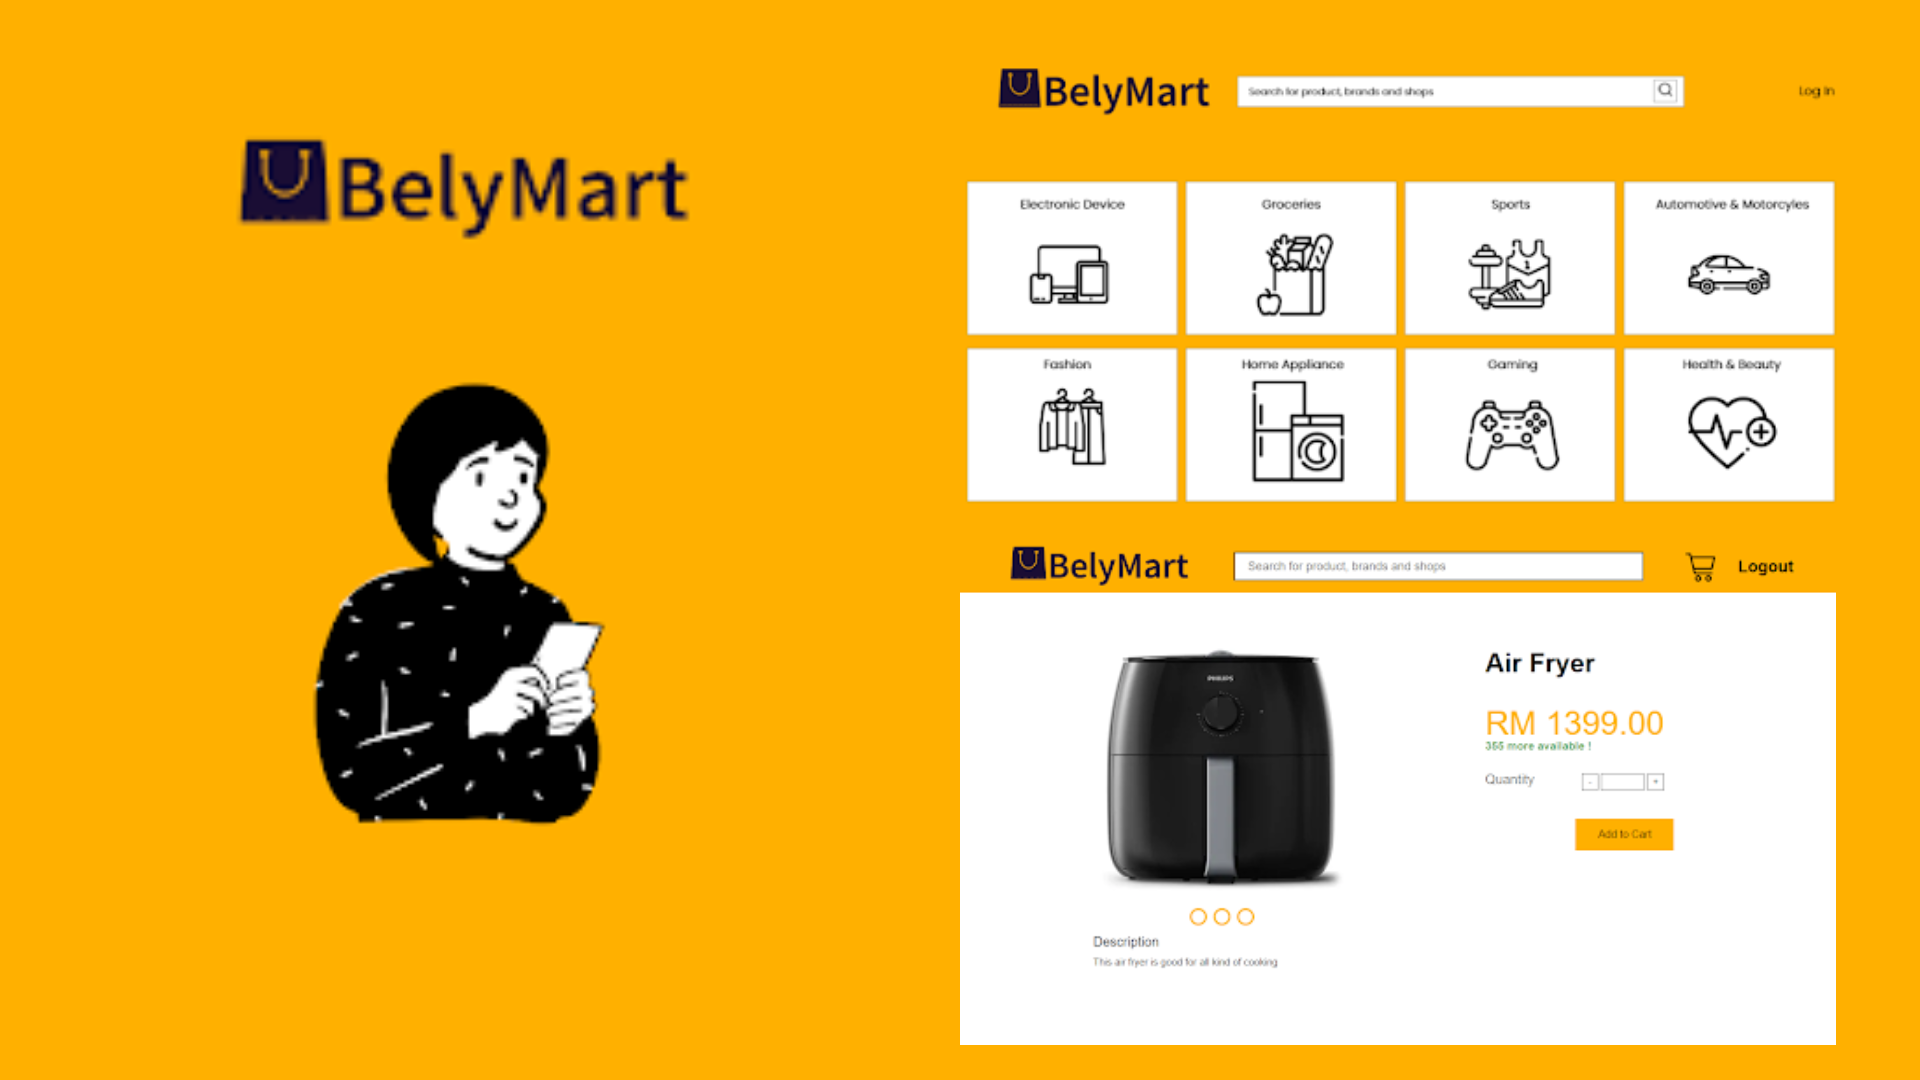 BelyMart
BelyMart
Search for product, brands and shops
Log In
Electronic Device
Groceries
Sports
Automotive & Motorcyles
1
Fashion
Home Appliance
Gaming
Health & Beauty
BelyMart
Search for product, brands and shops
Logout
PHILIPS
Air Fryer
RM 1399.00
355 more available !
Quantity
-
+
Add to Cart
Description
This air fryer is good for all kind of cooking